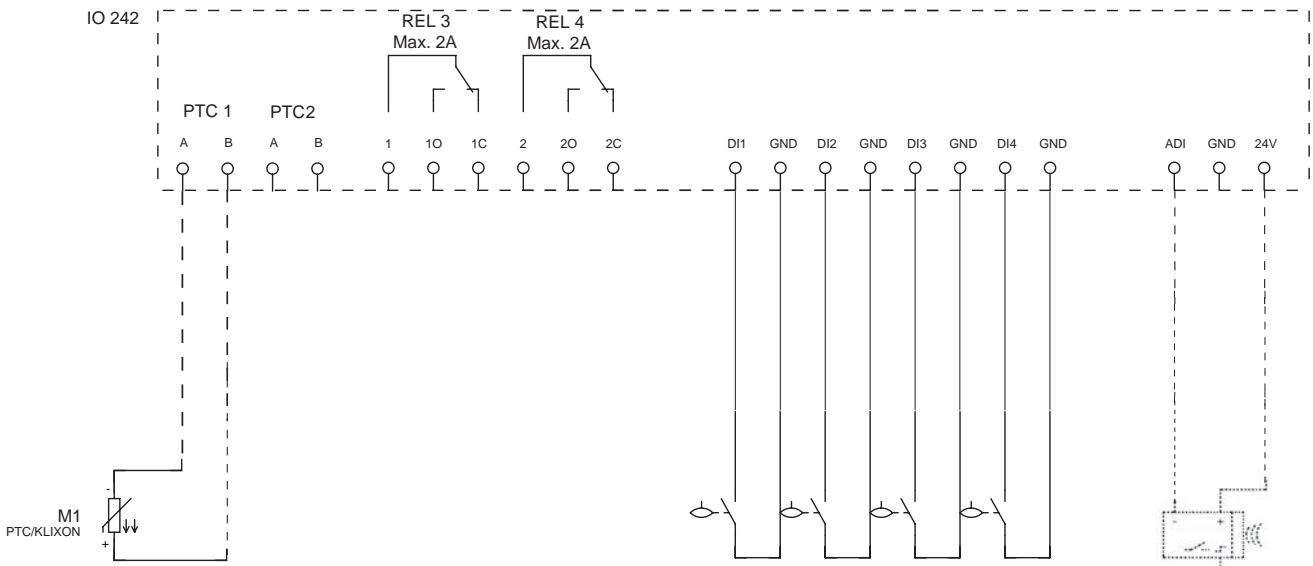 IO 242
REL 3
Max. 2A
REL 4
Max. 2A
PTC 1
PTC2
A B A B 1 1O 1C 2 2O 2C DI1 GND DI2 GND DI3 GND DI4 GND ADI GND 24V
-
M1
PTC/KLIXON
+
- +